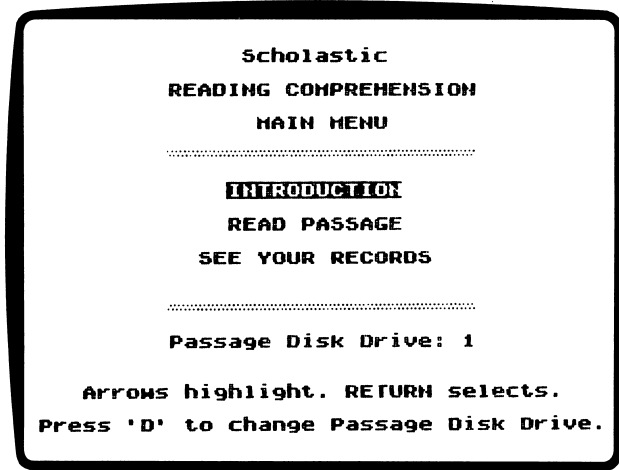 Scholastic
READING COMPREHENSION
MAIN MENU
INTRODUCTION
READ PASSAGE
SEE YOUR RECORDS
Passage Disk Drive: 1
Arrows highlight. RETURN selects.
Press 'D' to change Passage Disk Drive.